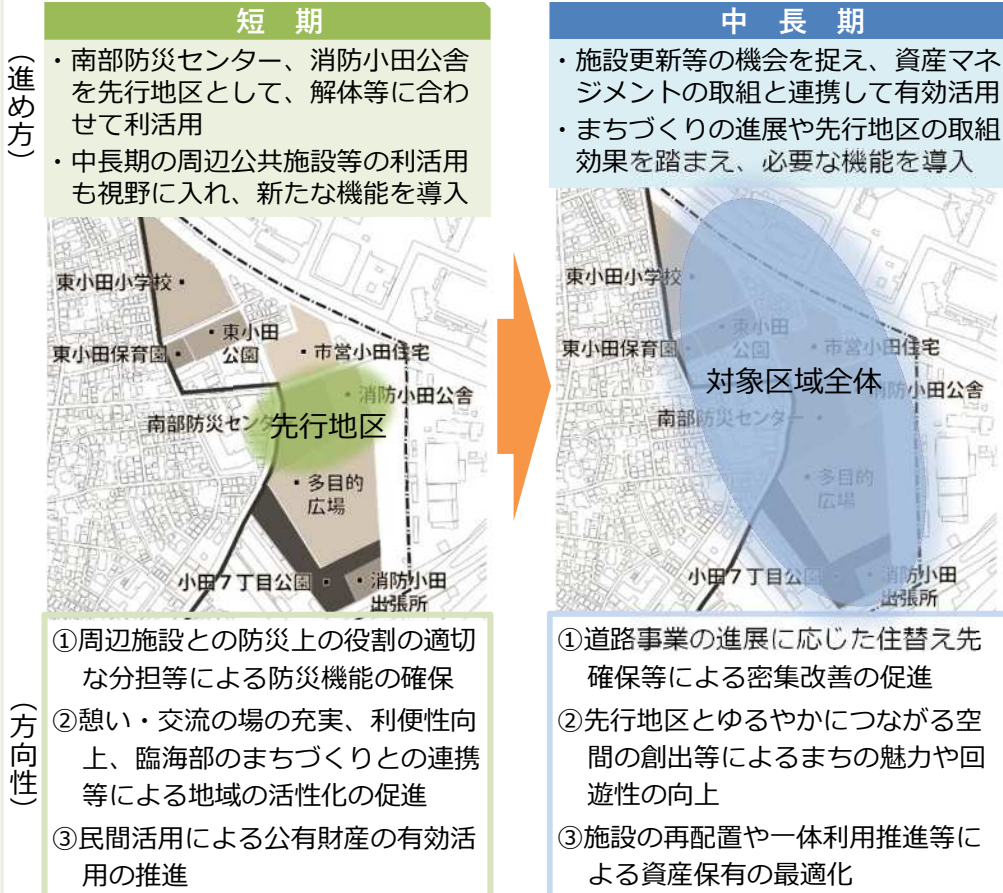 短期
中長期
（進め方）
・南部防災センター、消防小田公舎
を先行地区として、解体等に合わ
せて利活用
・中長期の周辺公共施設等の利活用
も視野に入れ、新たな機能を導入
・施設更新等の機会を捉え、資産マネ
ジメントの取組と連携して有効活用
・まちづくりの進展や先行地区の取組
効果を踏まえ、必要な機能を導入
東小田小学校・
・東小田
公園
東小田保育園・
・市営小田住宅
・消防小田公舎
南部防災センタ
先行地区
・多目的
広場
小田7丁目公園・
・消防小田
出張所
東小田小学校・
・東小田
公園
東小田保育園・
・市営小田住宅
対象区域全体
消防小田公舎
南部防災センター・
・多目的
広場
小田7丁目公園
・消防小田
出張所
（方向性）
①周辺施設との防災上の役割の適切
な分担等による防災機能の確保
②憩い・交流の場の充実、利便性向
上、臨海部のまちづくりとの連携
等による地域の活性化の促進
③民間活用による公有財産の有効活
用の推進
①道路事業の進展に応じた住替え先
確保等による密集改善の促進
②先行地区とゆるやかにつながる空
間の創出等によるまちの魅力や回
遊性の向上
③施設の再配置や一体利用推進等に
よる資産保有の最適化